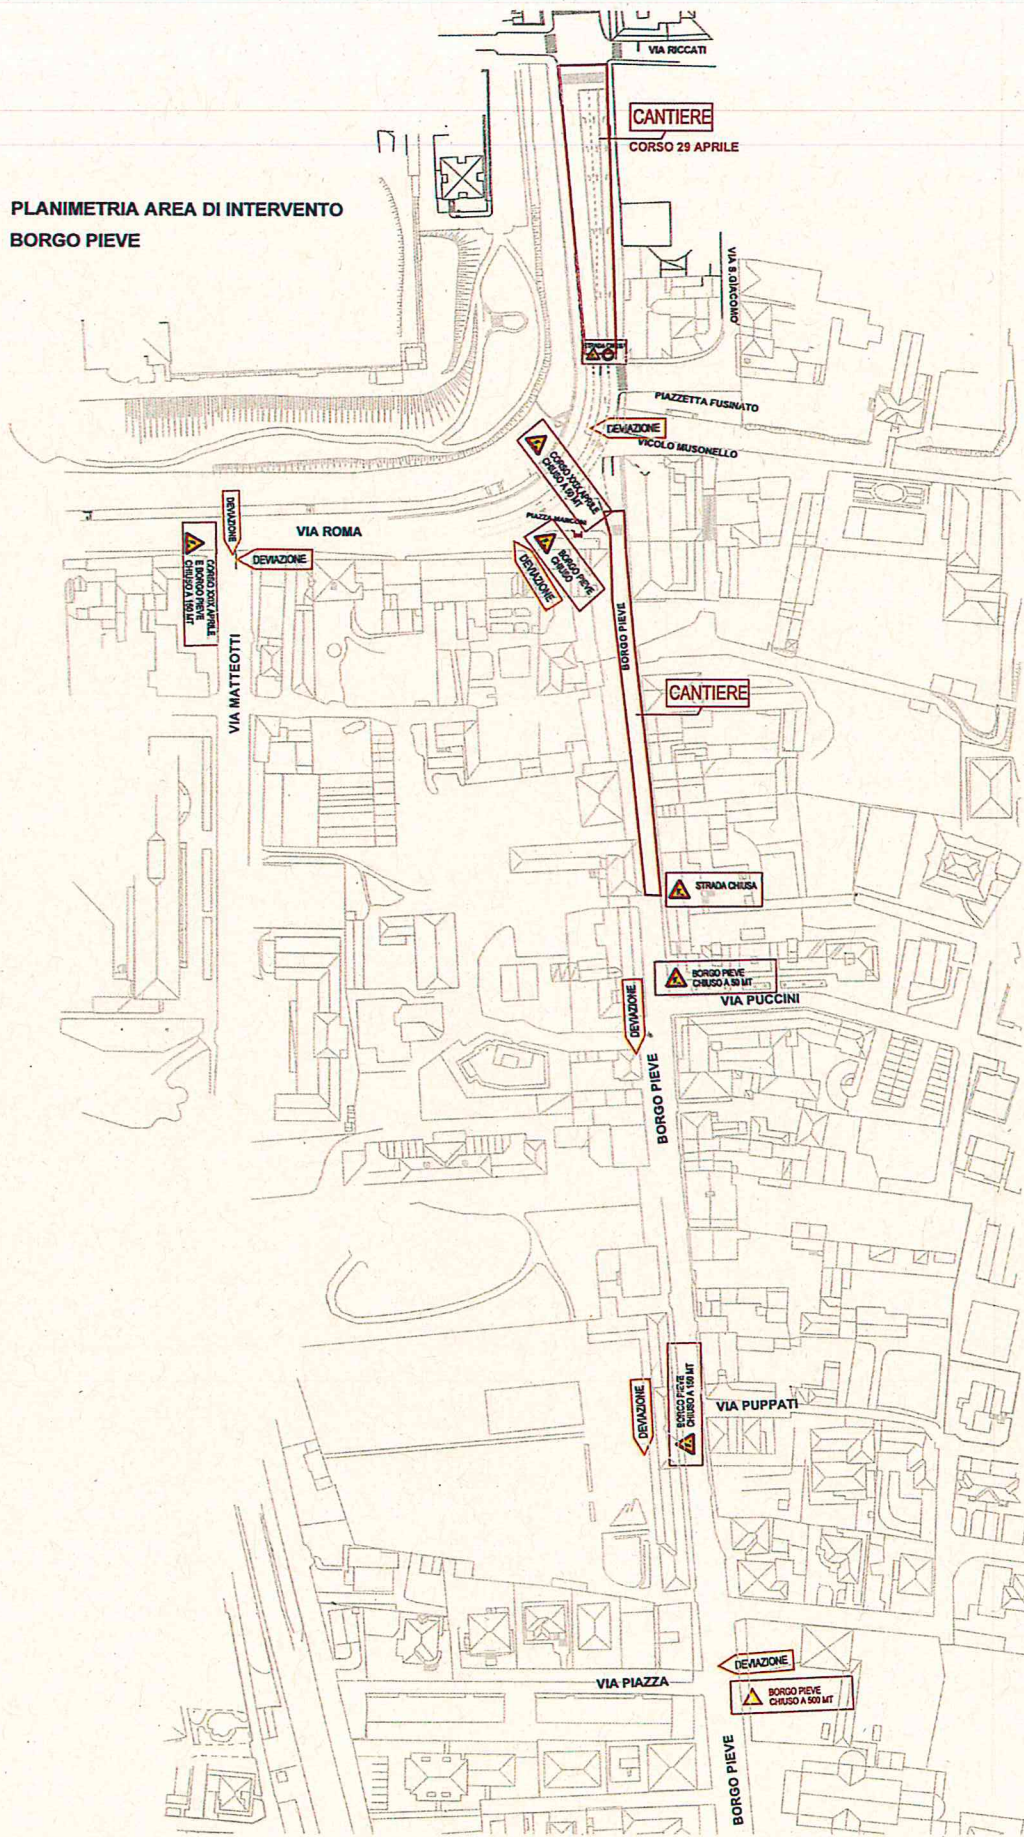 VIA RICCATI
CANTIERE
CORSO 29 APRILE
PLANIMETRIA AREA DI INTERVENTO
BORGO PIEVE
VIA S.GIACOMO
STRADA CHIUSA
PIAZZETTA FUSINATO
DEVIAZIONE
VICOLO MUSONELLO
CORSO XXIX APRILE
CHIUSO A 50 MT
DEVIAZIONE
VIA ROMA
PIAZZA MARCONI
DEVIAZIONE
BORGO PIEVE
CHIUSO
DEVIAZIONE
CORSO XXIX APRILE
E BORGO PIEVE
CHIUSO A 150 MT
BORGO PIEVE
VIA MATTEOTTI
CANTIERE
STRADA CHIUSA
BORGO PIEVE
CHIUSO A 50 MT
VIA PUCCINI
DEVIAZIONE
BORGO PIEVE
DEVIAZIONE
BORGO PIEVE
CHIUSO A 150 MT
VIA PUPPATI
DEVIAZIONE
VIA PIAZZA
BORGO PIEVE
CHIUSO A 500 MT
BORGO PIEVE